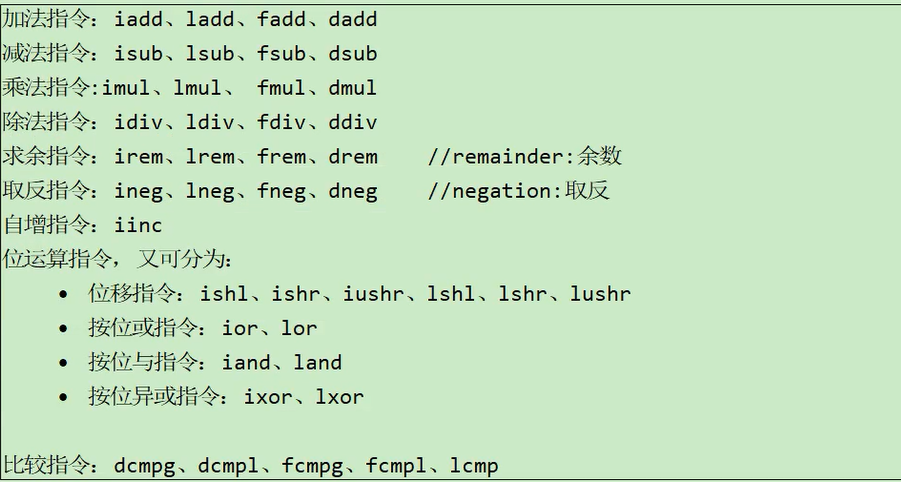 加法指令：iadd、ladd、fadd、dadd
减法指令：isub、lsub、fsub、dsub
乘法指令:imul、lmul、 fmul、dmul
除法指令：idiv、ldiv、fdiv、ddiv
求余指令：irem、lrem、frem、drem    //remainder:余数
取反指令：ineg、lneg、fneg、dneg    //negation:取反
自增指令：iinc
位运算指令，又可分为：
• 位移指令：ishl、ishr、iushr、lshl、lshr、lushr
• 按位或指令：ior、lor
• 按位与指令：iand、land
• 按位异或指令：ixor、lxor
比较指令：dcmpg、dcmpl、fcmpg、fcmpl、lcmp